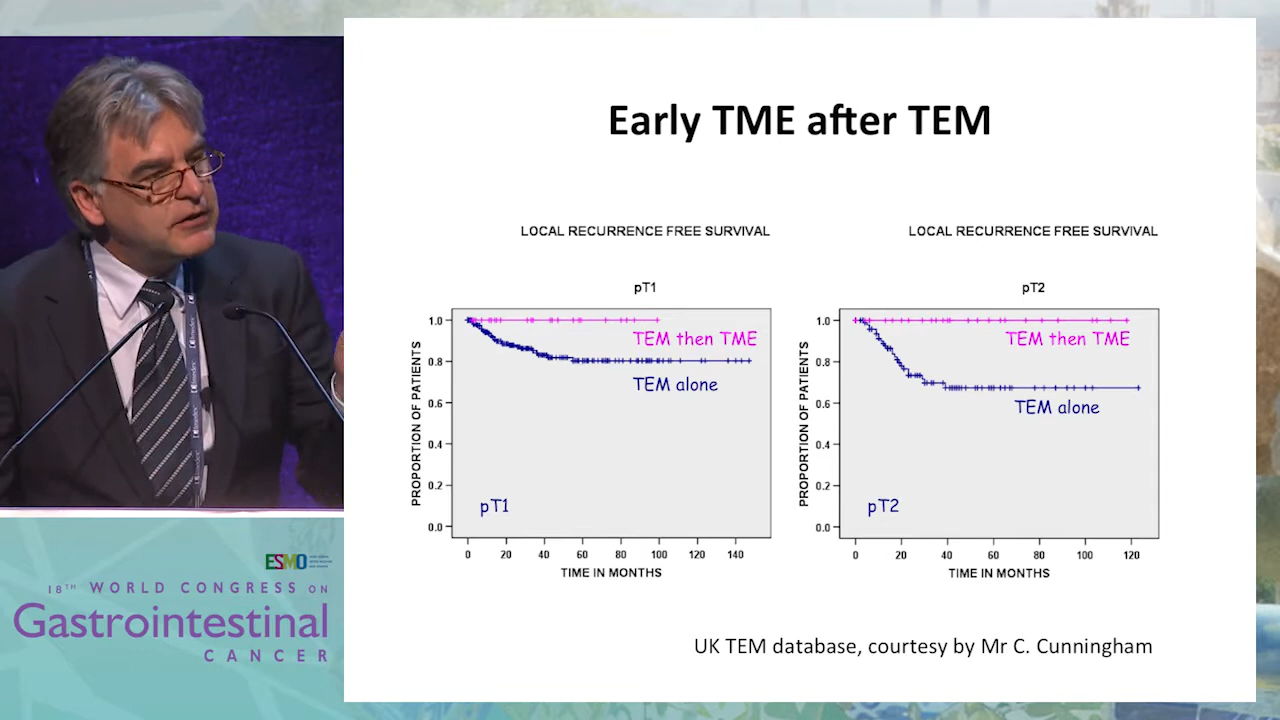 Early TME after TEM
LOCAL RECURRENCE FREE SURVIVAL
pT1
PROPORTION OF PATIENTS
1.0
0.8
0.6
0.4
0.2
0.0
TEM then TME
TEM alone
pT1
0 20 40 60 80 100 120 140
TIME IN MONTHS
LOCAL RECURRENCE FREE SURVIVAL
pT2
PROPORTION OF PATIENTS
1.0
0.8
0.6
0.4
0.2
0.0
TEM then TME
TEM alone
pT2
0 20 40 60 80 100 120
TIME IN MONTHS
UK TEM database, courtesy by Mr C. Cunningham
ESMO
18TH WORLD CONGRESS ON
Gastrointestinal
CANCER